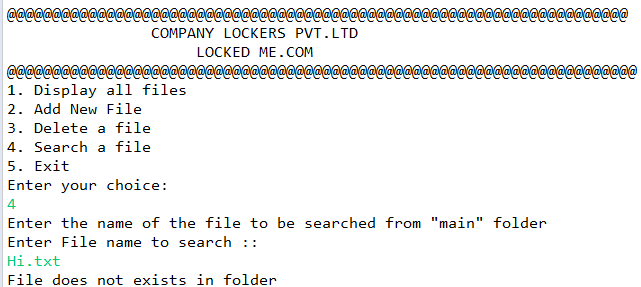 @@@@@@@@@@@@@@@@@@@@@@@@@@@@@@@@@@@@@@@@@@@@@@@@@@@@@@@@@@@@@@@@@@@@@
COMPANY LOCKERS PVT.LTD
LOCKED ME.COM
@@@@@@@@@@@@@@@@@@@@@@@@@@@@@@@@@@@@@@@@@@@@@@@@@@@@@@@@@@@@@@@@@@@@@@
1. Display all files
2. Add New File
3. Delete a file
4. Search a file
5. Exit
Enter your choice:
4
Enter the name of the file to be searched from "main" folder
Enter File name to search ::
Hi.txt
File does not exists in folder